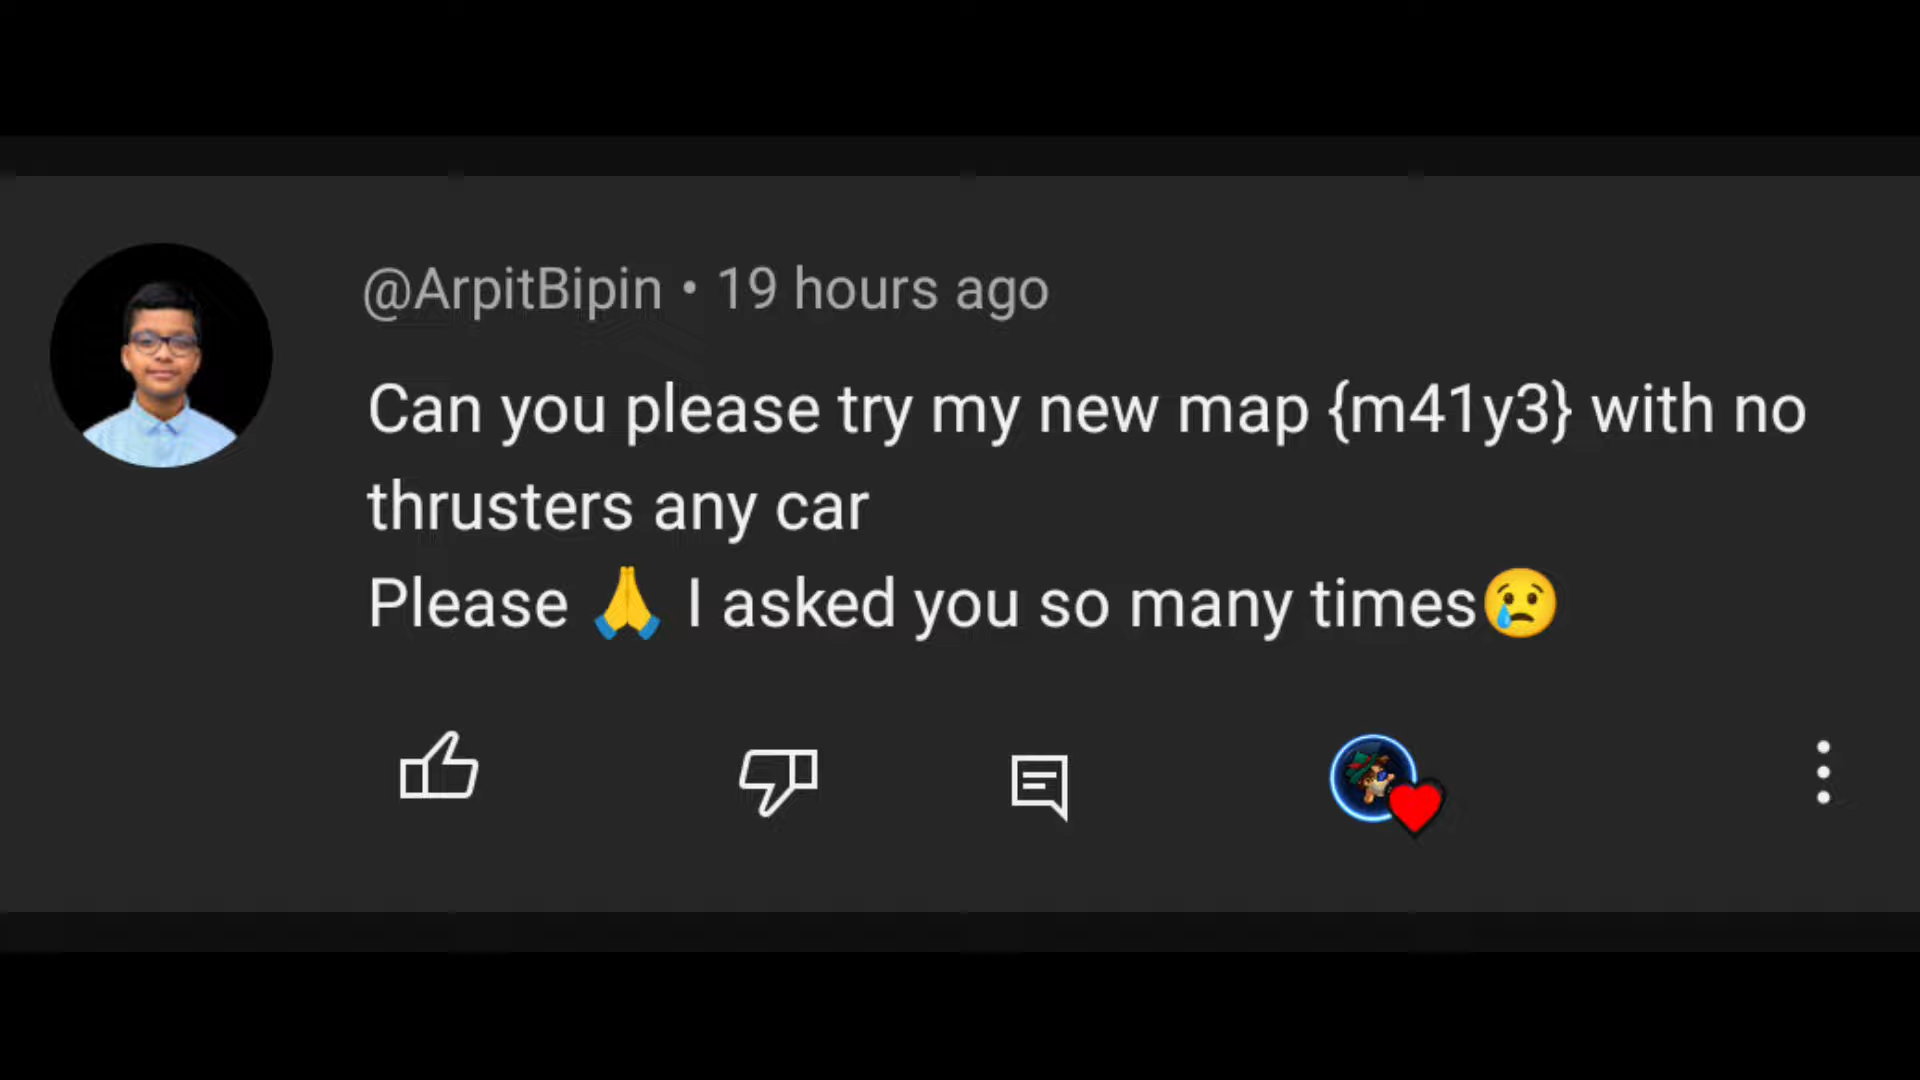 @ArpitBipin • 19 hours ago
Can you please try my new map {m41y3} with no
thrusters any car
Please 🙏 I asked you so many times😢